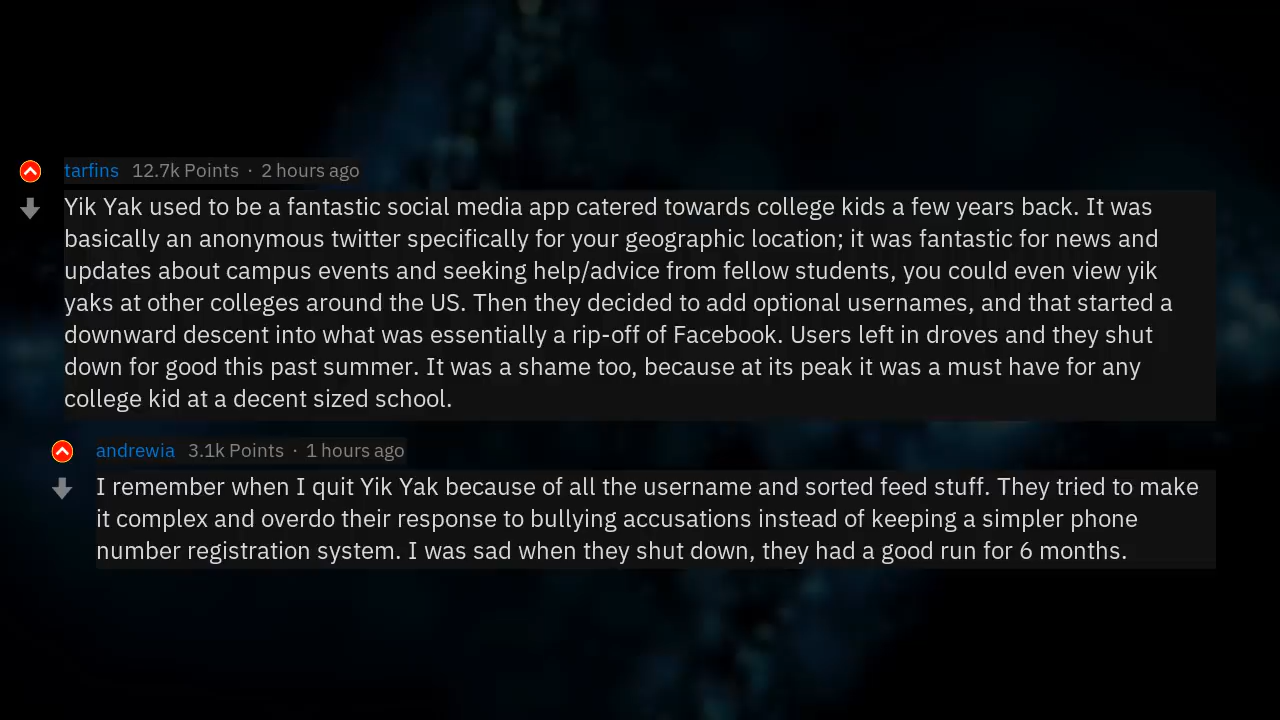 tarfins 12.7k Points · 2 hours ago
Yik Yak used to be a fantastic social media app catered towards college kids a few years back. It was
basically an anonymous twitter specifically for your geographic location; it was fantastic for news and
updates about campus events and seeking help/advice from fellow students, you could even view yik
yaks at other colleges around the US. Then they decided to add optional usernames, and that started a
downward descent into what was essentially a rip-off of Facebook. Users left in droves and they shut
down for good this past summer. It was a shame too, because at its peak it was a must have for any
college kid at a decent sized school.
andrewia 3.1k Points · 1 hours ago
I remember when I quit Yik Yak because of all the username and sorted feed stuff. They tried to make
it complex and overdo their response to bullying accusations instead of keeping a simpler phone
number registration system. I was sad when they shut down, they had a good run for 6 months.